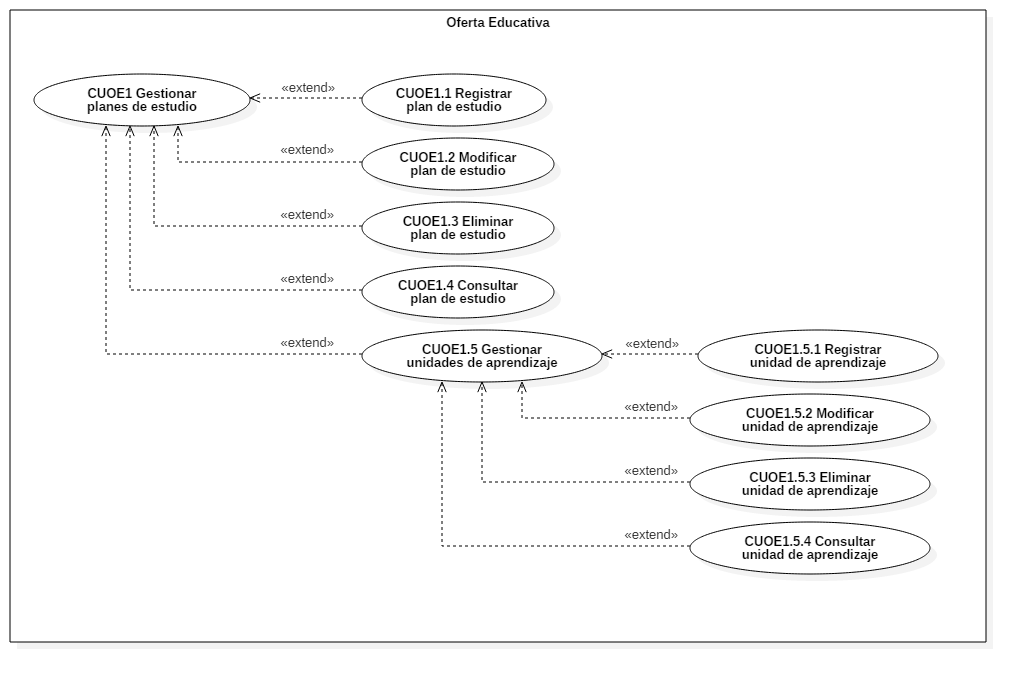 Oferta Educativa
CUOE1 Gestionar
planes de estudio
«extend»
CUOE1.1 Registrar
plan de estudio
«extend»
CUOE1.2 Modificar
plan de estudio
«extend»
CUOE1.3 Eliminar
plan de estudio
«extend»
CUOE1.4 Consultar
plan de estudio
«extend»
CUOE1.5 Gestionar
unidades de aprendizaje
«extend»
CUOE1.5.1 Registrar
unidad de aprendizaje
«extend»
CUOE1.5.2 Modificar
unidad de aprendizaje
«extend»
CUOE1.5.3 Eliminar
unidad de aprendizaje
«extend»
CUOE1.5.4 Consultar
unidad de aprendizaje